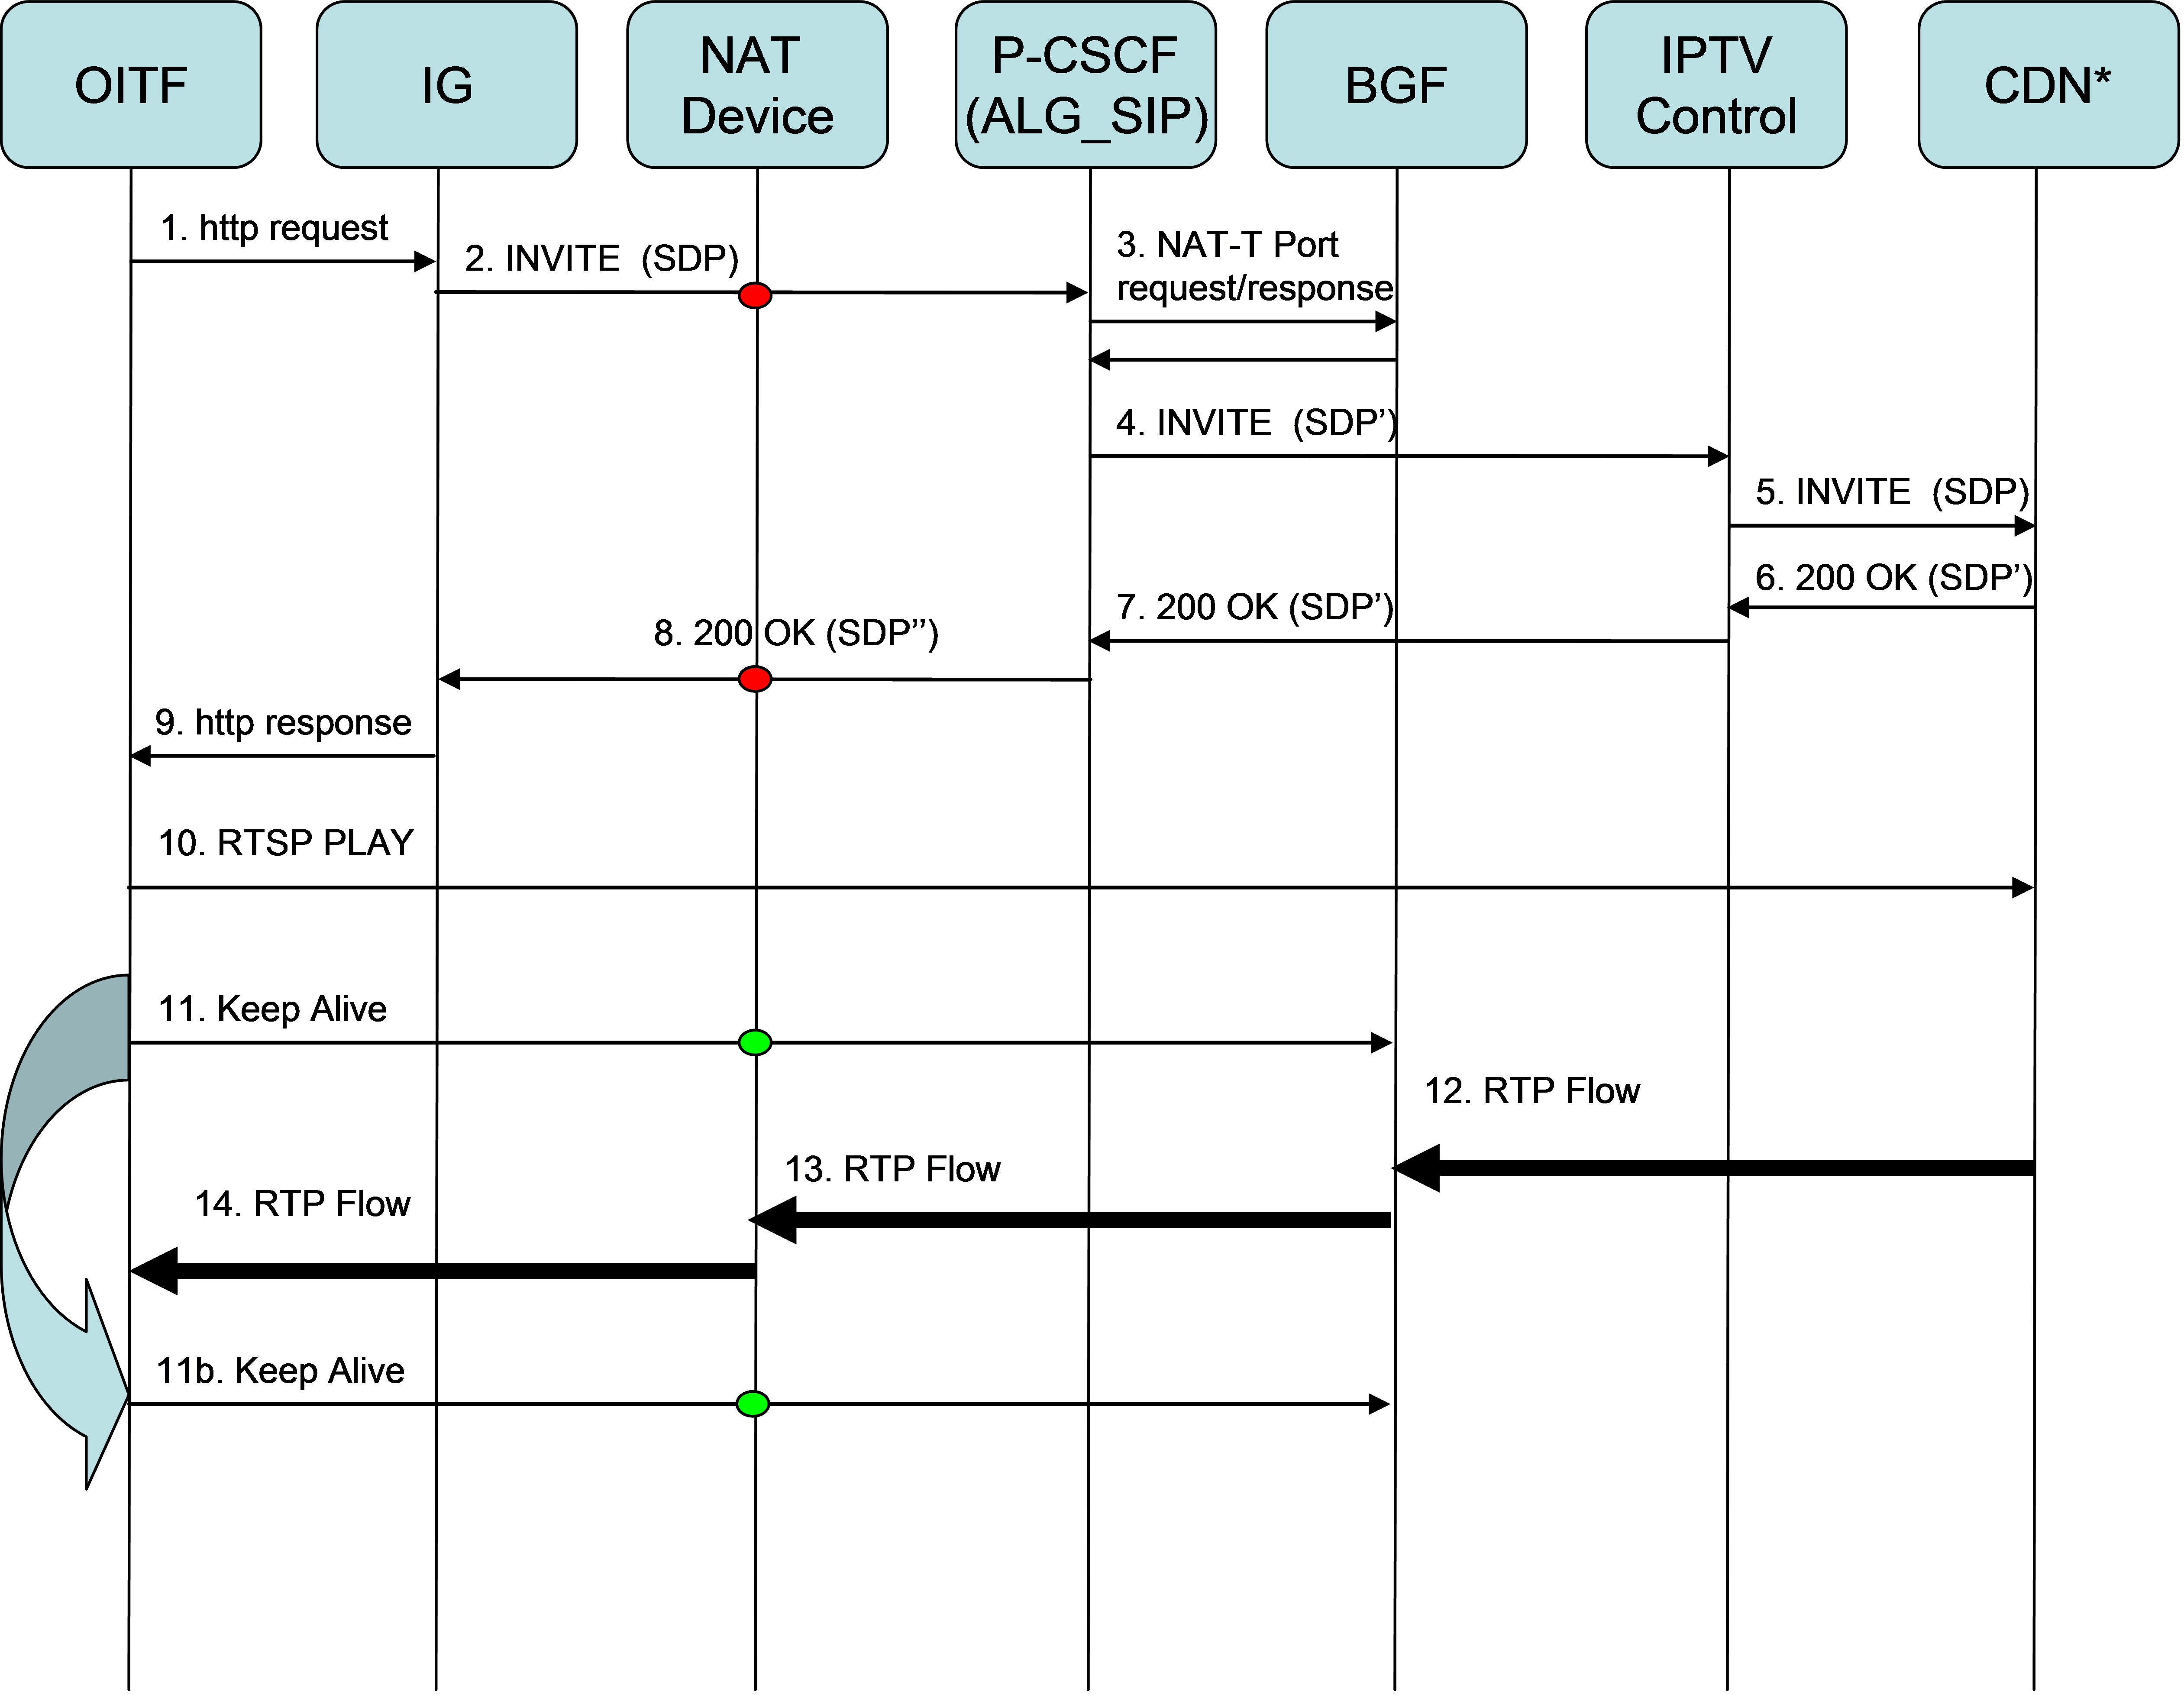 OITF
IG
NAT
Device
P-CSCF
(ALG_SIP)
BGF
IPTV
Control
CDN*
1. http request
2. INVITE (SDP)
3. NAT-T Port
request/response
4. INVITE (SDP’)
5. INVITE (SDP)
6. 200 OK (SDP’)
7. 200 OK (SDP’)
8. 200 OK (SDP’’)
9. http response
10. RTSP PLAY
11. Keep Alive
12. RTP Flow
13. RTP Flow
14. RTP Flow
11b. Keep Alive